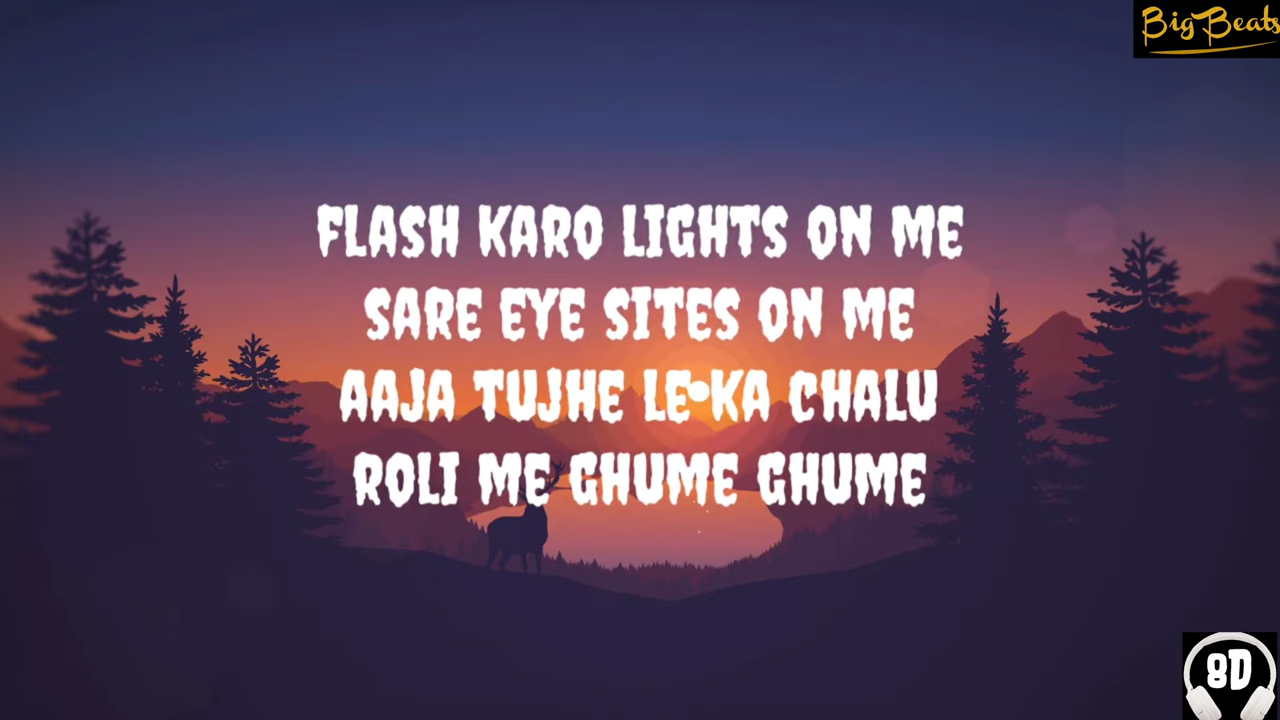 Big Beats
FLASH KARO LIGHTS ON ME
SARE EYE SITES ON ME
AAJA TUJHE LE KA CHALU
ROLI ME GHUME GHUME
8D